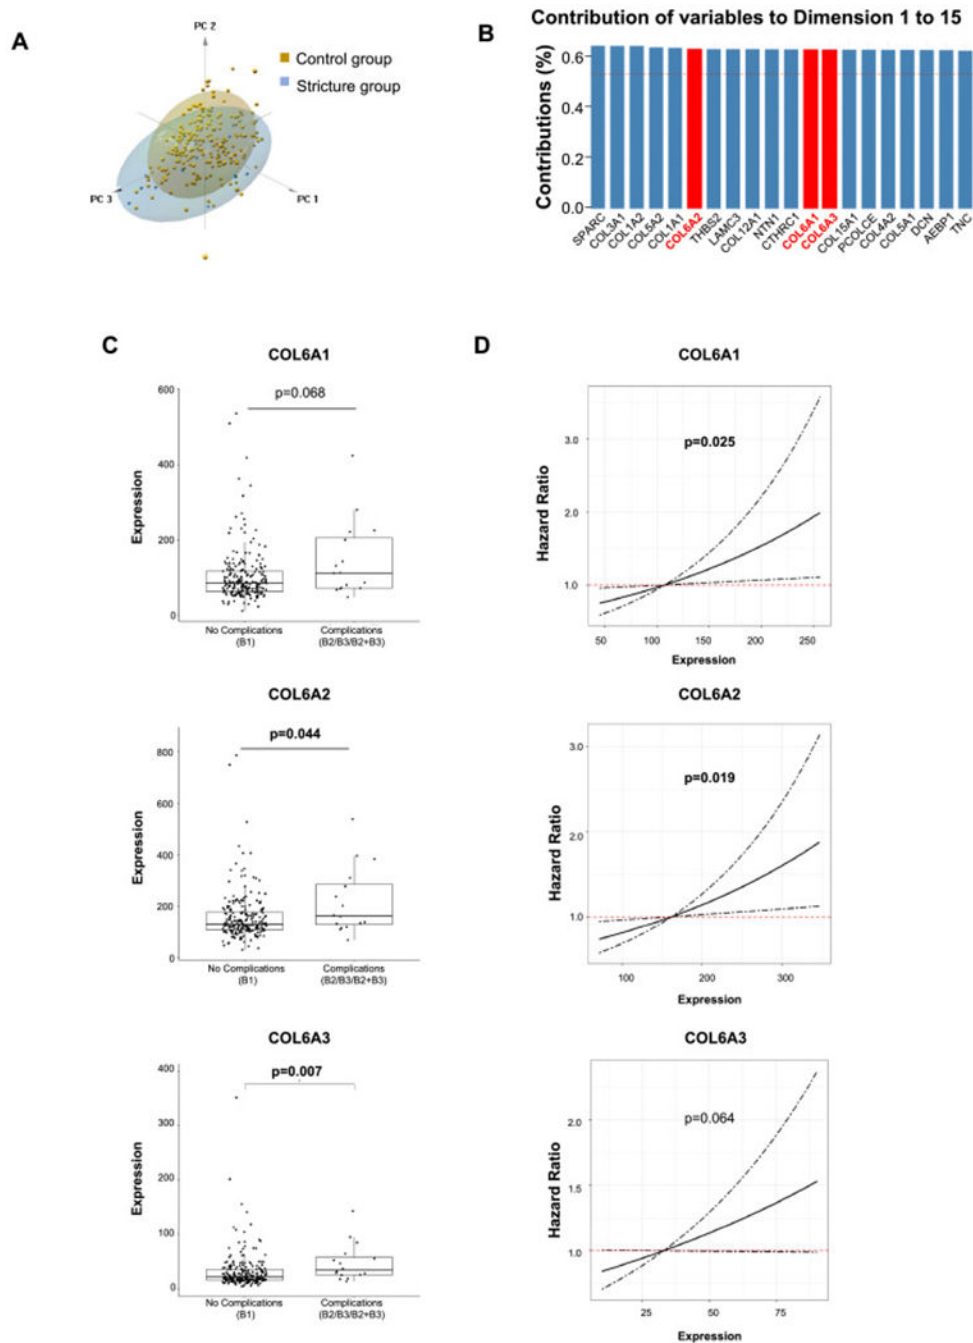 A
PC 2
Control group
Stricture group
PC 3
PC 1
Contribution of variables to Dimension 1 to 15
B
Contributions (%)
0.6
0.4
0.2
0.0
SPARC
COL3A1
COL1A2
COL5A2
COL1A1
COL6A2
THBS2
LAMC3
COL12A1
NTN1
CTHRC1
COL6A1
COL6A3
COL15A1
PCOLCE
COL4A2
COL5A1
DCN
AEBP1
TNC
C
COL6A1
Expression
600
400
200
0
p=0.068
No Complications
(B1)
Complications
(B2/B3/B2+B3)
D
COL6A1
Hazard Ratio
3.0
2.0
1.0
p=0.025
50
100
150
200
250
Expression
COL6A2
Expression
800
600
400
200
0
p=0.044
No Complications
(B1)
Complications
(B2/B3/B2+B3)
COL6A2
Hazard Ratio
3.0
2.0
1.0
p=0.019
100
200
300
Expression
COL6A3
Expression
400
300
200
100
0
p=0.007
No Complications
(B1)
Complications
(B2/B3/B2+B3)
COL6A3
Hazard Ratio
2.0
1.5
1.0
p=0.064
25
50
75
Expression